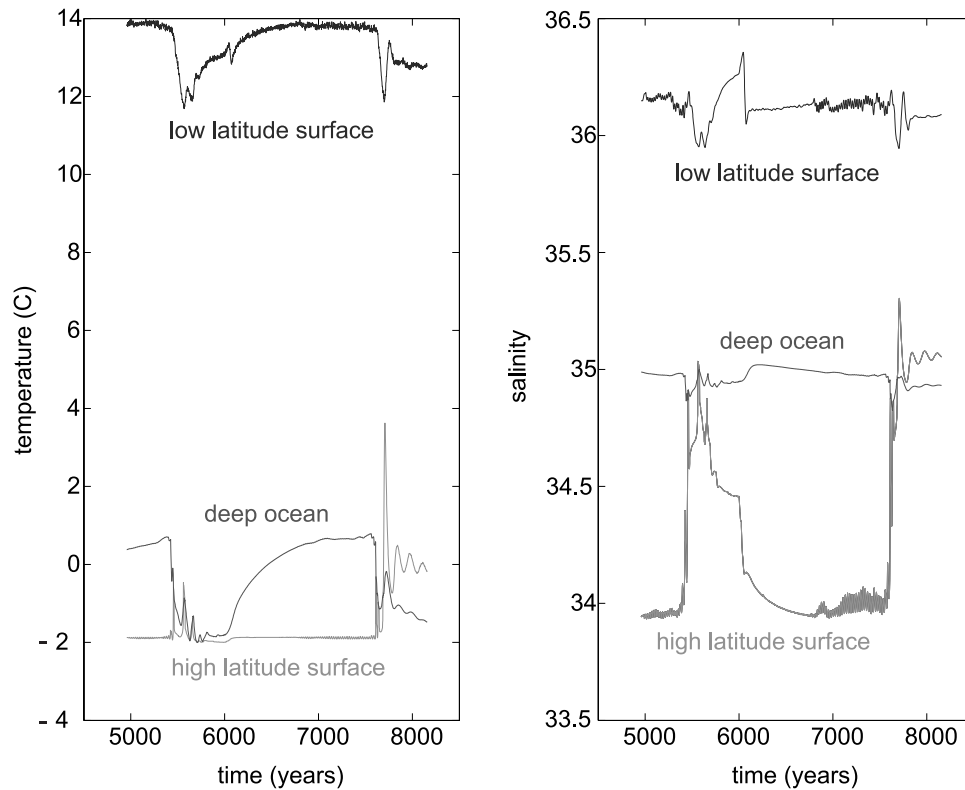 14
12
10
8
6
4
2
0
- 2
- 4
temperature (C)
low latitude surface
deep ocean
high latitude surface
5000 6000 7000 8000
time (years)
36.5
36
35.5
35
34.5
34
33.5
salinity
low latitude surface
deep ocean
high latitude surface
5000 6000 7000 8000
time (years)